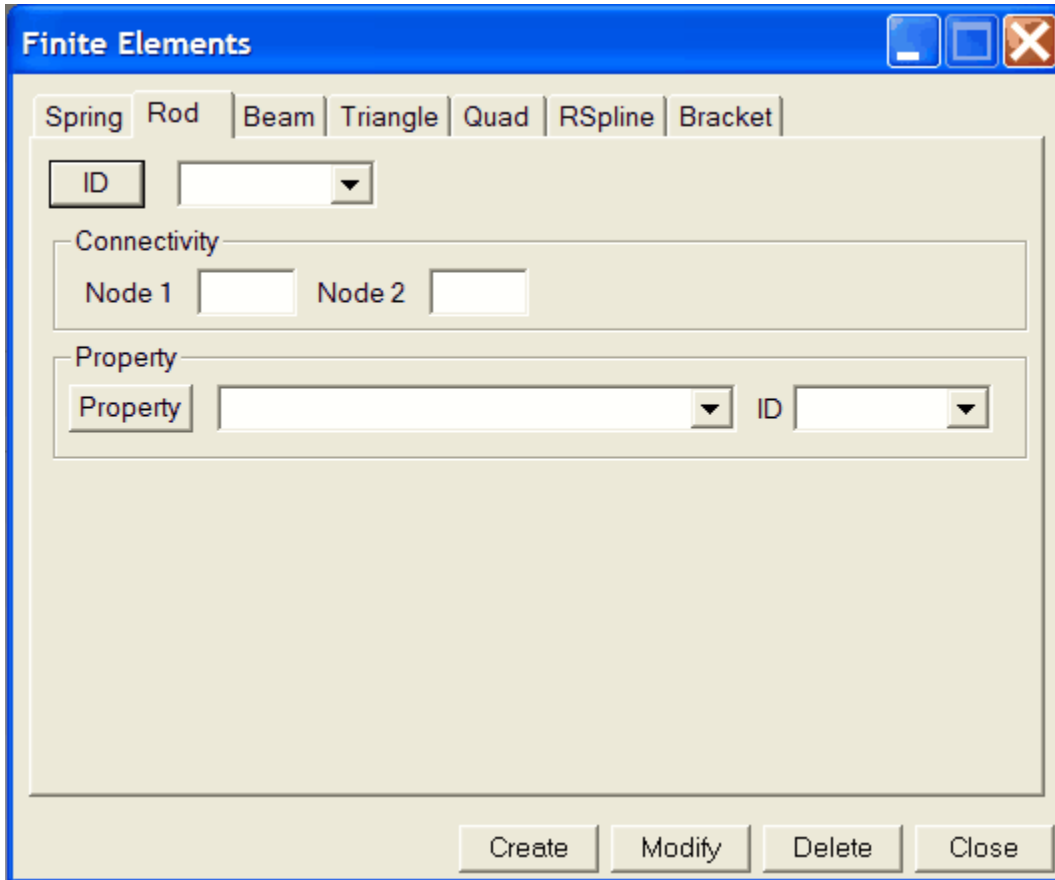 Finite Elements
Spring Rod Beam Triangle Quad RSpline Bracket
ID
Connectivity
Node 1 Node 2
Property
Property ID
Create Modify Delete Close